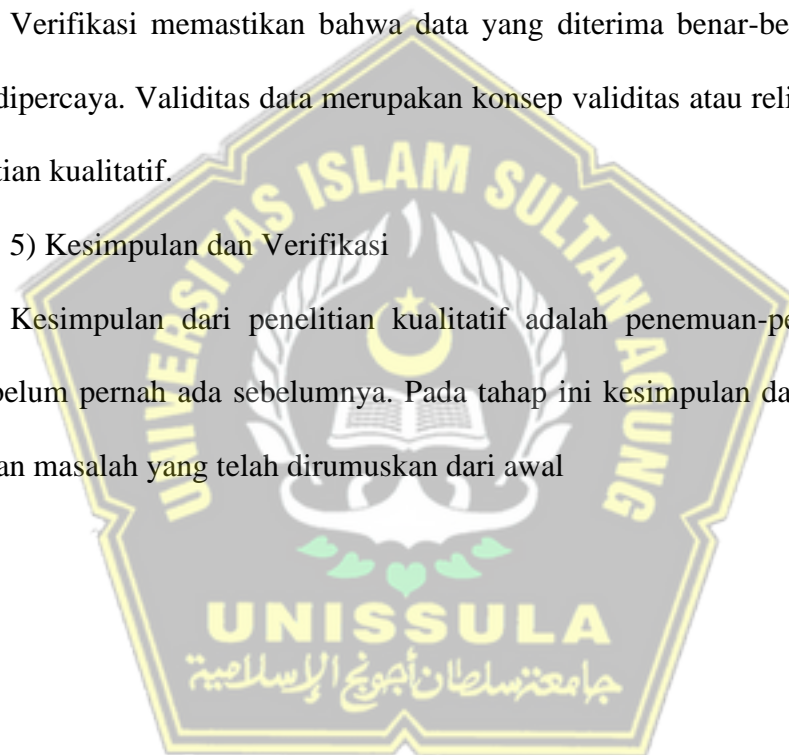 Verifikasi memastikan bahwa data yang diterima benar-be
dipercaya. Validitas data merupakan konsep validitas atau reli
tian kualitatif.
5) Kesimpulan dan Verifikasi
Kesimpulan dari penelitian kualitatif adalah penemuan-pe
belum pernah ada sebelumnya. Pada tahap ini kesimpulan da
an masalah yang telah dirumuskan dari awal
UNIVERSITAS ISLAM SULTAN AGUNG
UNISSULA
جامعة سلطان أجونج الإسلامية